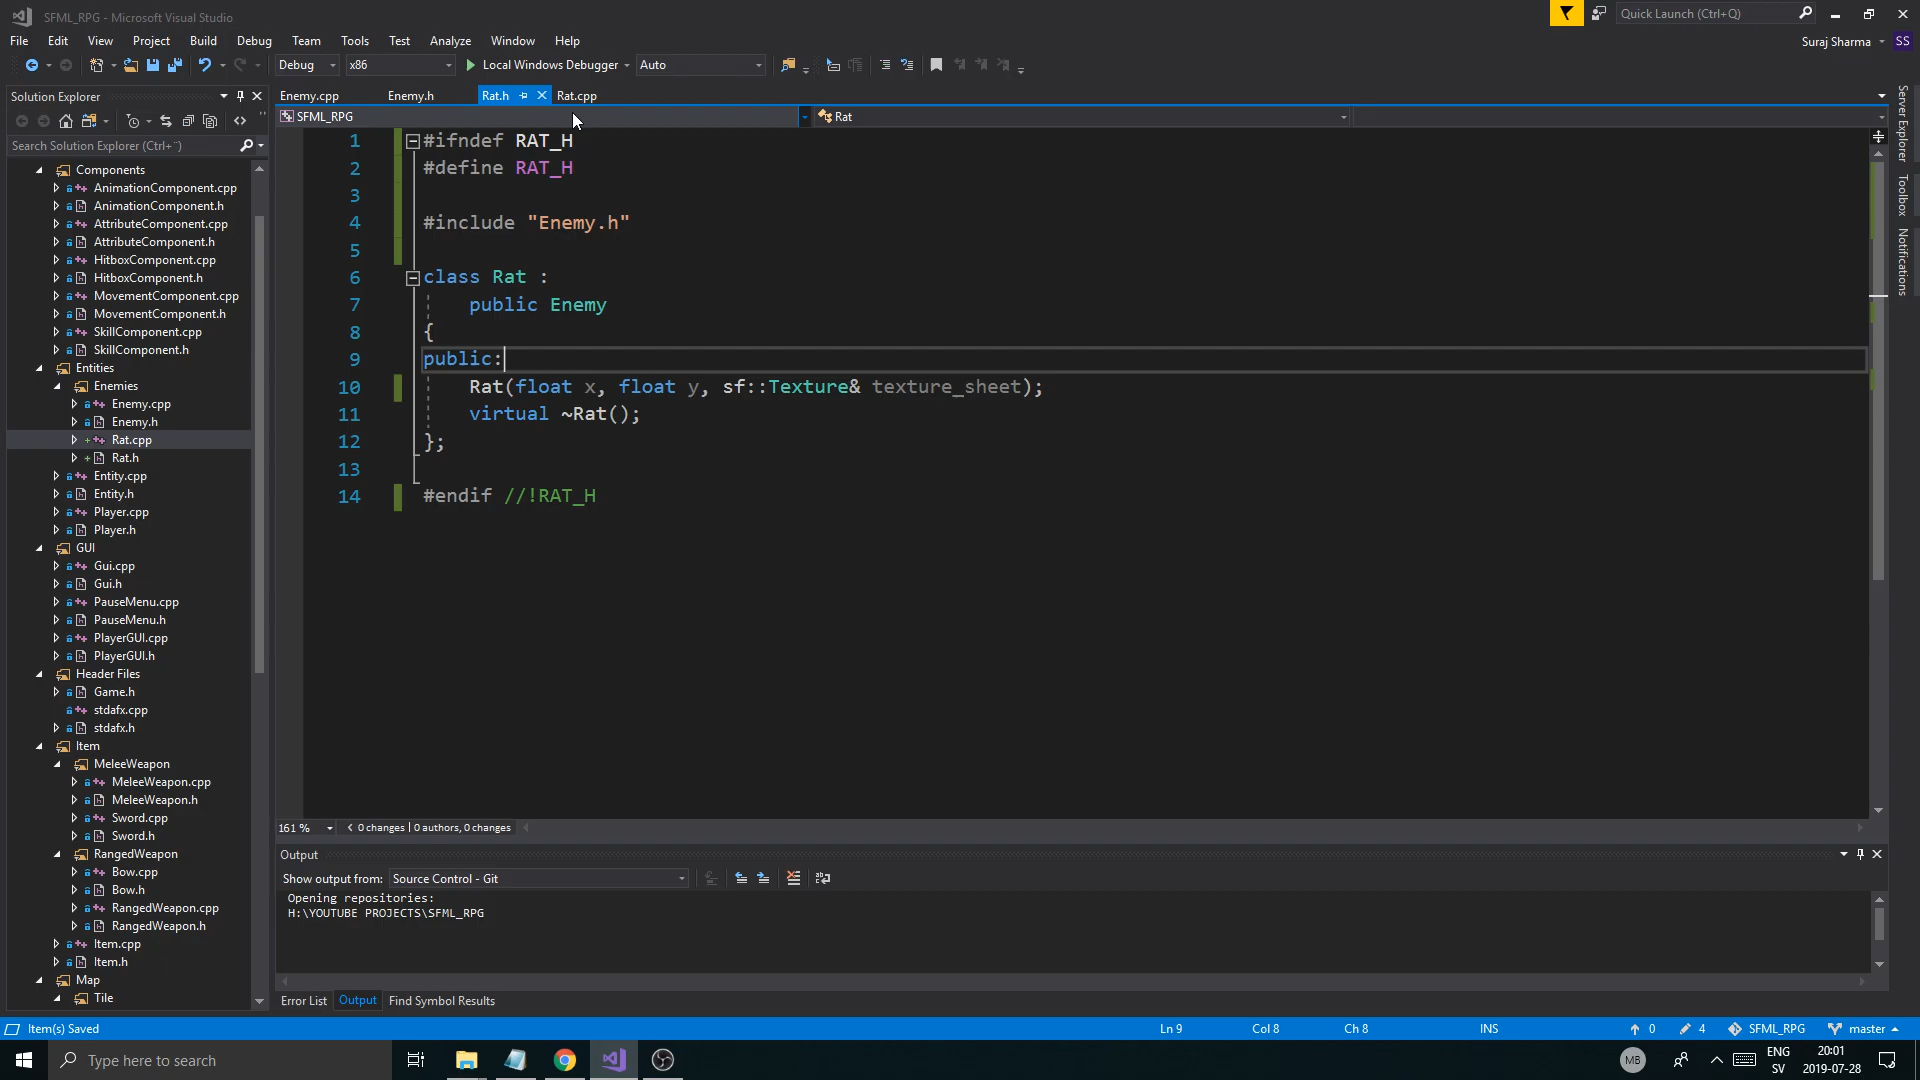 SFML_RPG - Microsoft Visual Studio
Quick Launch (Ctrl+Q)
File Edit View Project Build Debug Team Tools Test Analyze Window Help
Suraj Sharma SS
Debug x86 Local Windows Debugger Auto
Solution Explorer
Enemy.cpp Enemy.h Rat.h Rat.cpp
SFML_RPG Rat
Search Solution Explorer (Ctrl+¨)
Components
AnimationComponent.cpp
AnimationComponent.h
AttributeComponent.cpp
AttributeComponent.h
HitboxComponent.cpp
HitboxComponent.h
MovementComponent.cpp
MovementComponent.h
SkillComponent.cpp
SkillComponent.h
Entities
Enemies
Enemy.cpp
Enemy.h
Rat.cpp
Rat.h
Entity.cpp
Entity.h
Player.cpp
Player.h
GUI
Gui.cpp
Gui.h
PauseMenu.cpp
PauseMenu.h
PlayerGUI.cpp
PlayerGUI.h
Header Files
Game.h
stdafx.cpp
stdafx.h
Item
MeleeWeapon
MeleeWeapon.cpp
MeleeWeapon.h
Sword.cpp
Sword.h
RangedWeapon
Bow.cpp
Bow.h
RangedWeapon.cpp
RangedWeapon.h
Item.cpp
Item.h
Map
Tile
1 #ifndef RAT_H
2 #define RAT_H
3
4 #include "Enemy.h"
5
6 class Rat :
7 public Enemy
8 {
9 public:
10 Rat(float x, float y, sf::Texture& texture_sheet);
11 virtual ~Rat();
12 };
13
14 #endif //!RAT_H
161 % 0 changes | 0 authors, 0 changes
Output
Show output from: Source Control - Git
Opening repositories:
H:\YOUTUBE PROJECTS\SFML_RPG
Error List Output Find Symbol Results
Server Explorer
Toolbox
Notifications
Item(s) Saved Ln 9 Col 8 Ch 8 INS 0 4 SFML_RPG master
Type here to search
MB
ENG
SV
20:01
2019-07-28